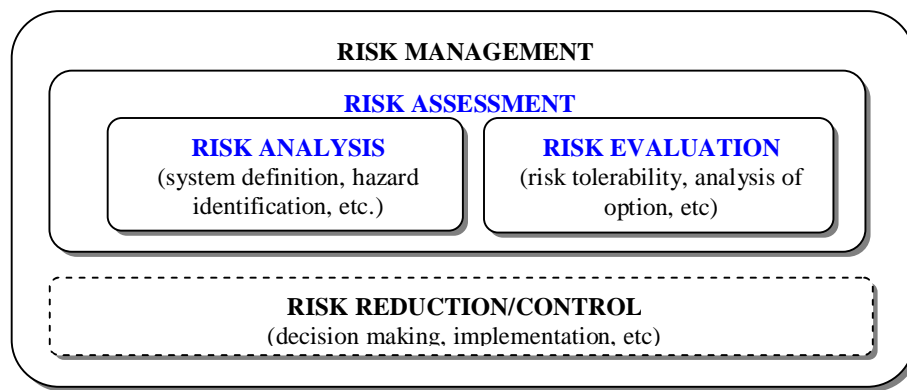 RISK MANAGEMENT
RISK ASSESSMENT
RISK ANALYSIS
(system definition, hazard
identification, etc.)
RISK EVALUATION
(risk tolerability, analysis of
option, etc)
RISK REDUCTION/CONTROL
(decision making, implementation, etc)